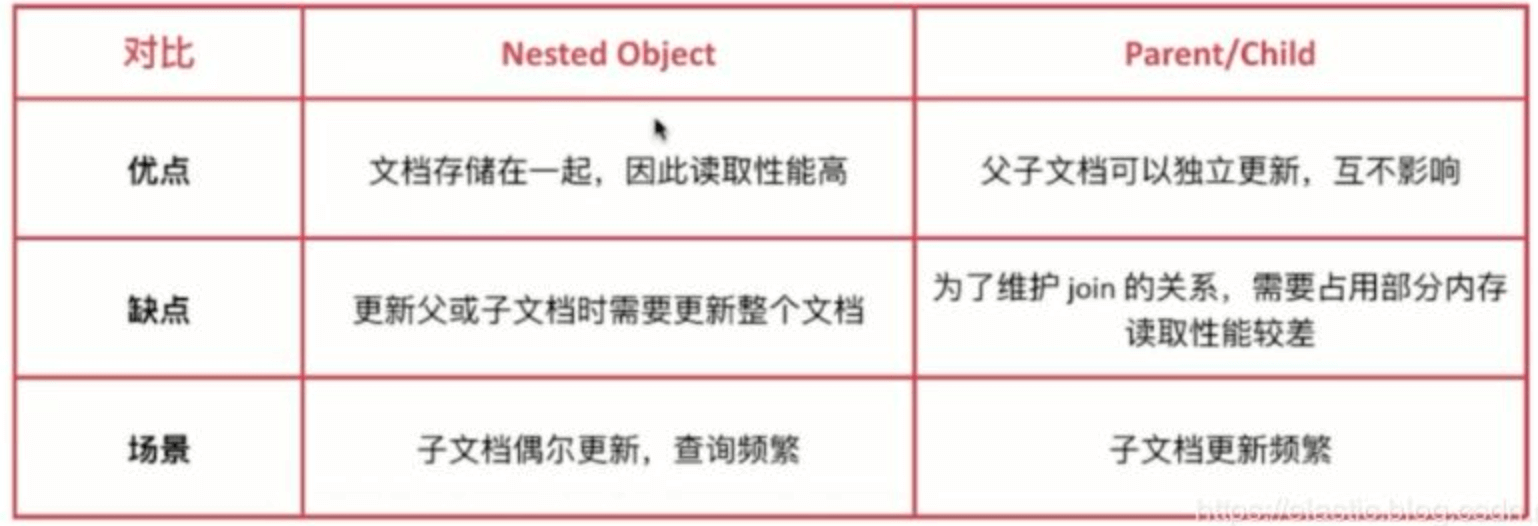 对比 Nested Object Parent/Child
优点 文档存储在一起，因此读取性能高 父子文档可以独立更新，互不影响
缺点 更新父或子文档时需要更新整个文档 为了维护 join 的关系，需要占用部分内存
读取性能较差
场景 子文档偶尔更新，查询频繁 子文档更新频繁